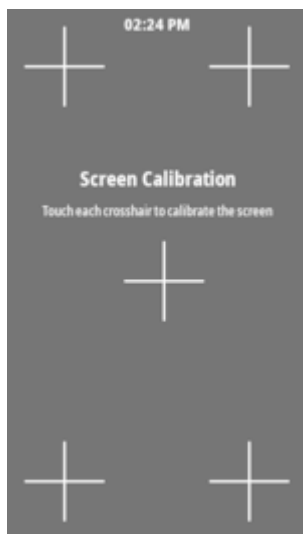 02:24 PM
Screen Calibration
Touch each crosshair to calibrate the screen